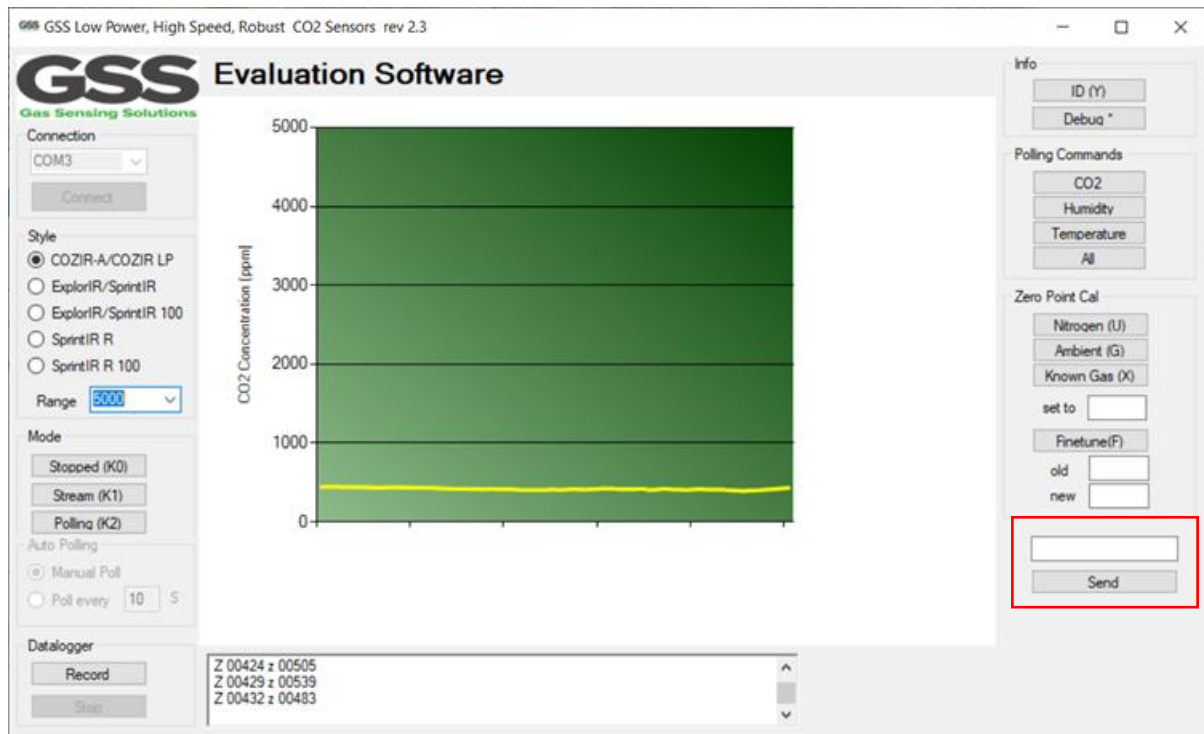 GSS GSS Low Power, High Speed, Robust CO2 Sensors rev 2.3
GSS
Gas Sensing Solutions
Evaluation Software
Connection
COM3
Connect
Style
COZIR-A/COZIR LP
ExplorIR/SprintIR
ExplorIR/SprintIR 100
SprintIR R
SprintIR R 100
Range 5000
Mode
Stopped (K0)
Stream (K1)
Polling (K2)
Auto Polling
Manual Poll
Poll every 10 S
Datalogger
Record
Stop
5000
4000
3000
2000
1000
0
CO2 Concentration [ppm]
Z 00424 z 00505
Z 00429 z 00539
Z 00432 z 00483
Info
ID (Y)
Debug *
Polling Commands
CO2
Humidity
Temperature
All
Zero Point Cal
Nitrogen (U)
Ambient (G)
Known Gas (X)
set to
Finetune(F)
old
new
Send